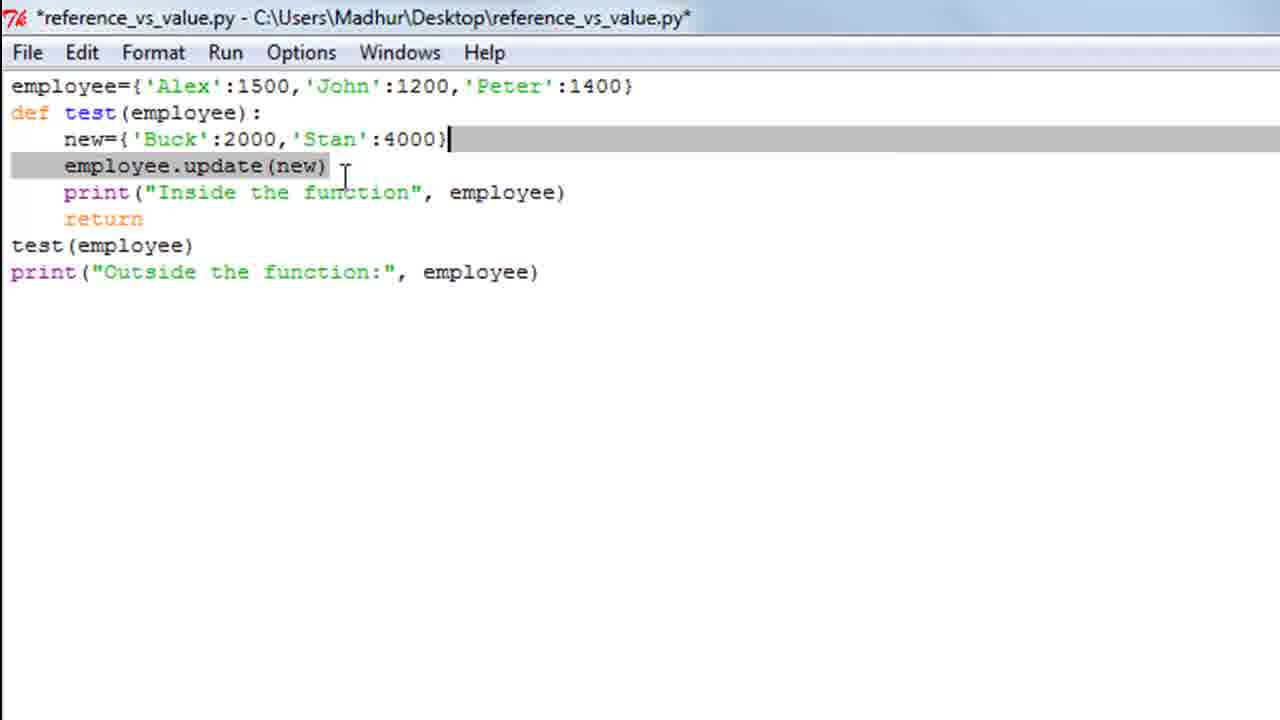 *reference_vs_value.py - C:\Users\Madhur\Desktop\reference_vs_value.py*
File Edit Format Run Options Windows Help
employee={'Alex':1500,'John':1200,'Peter':1400}
def test(employee):
    new={'Buck':2000,'Stan':4000}
    employee.update(new)
    print("Inside the function", employee)
    return
test(employee)
print("Outside the function:", employee)